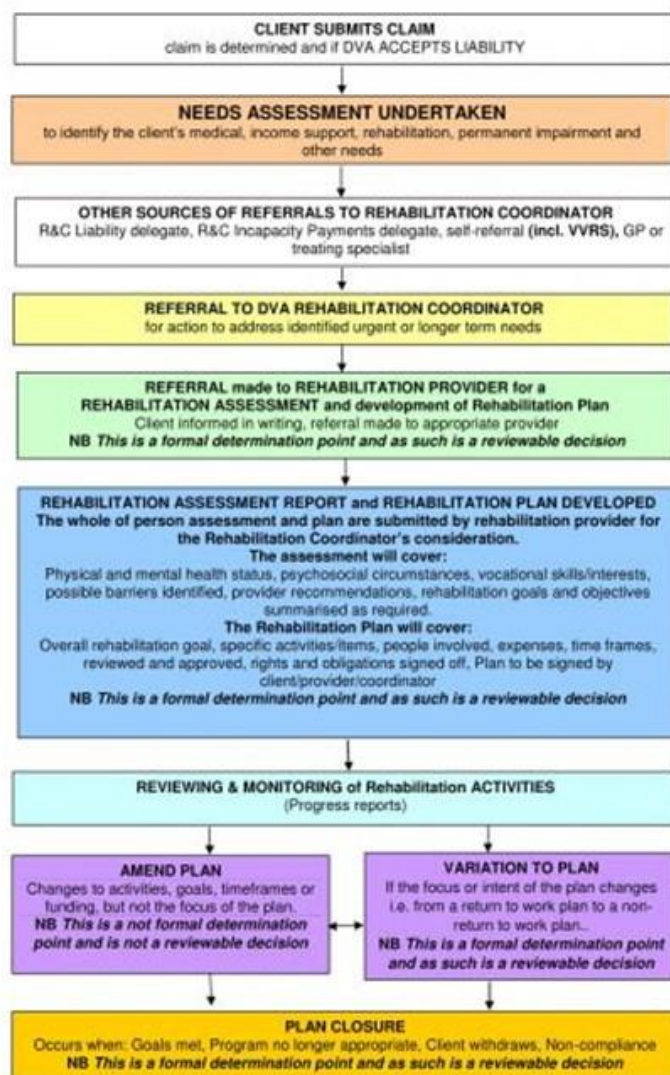 CLIENT SUBMITS CLAIM
claim is determined and if DVA ACCEPTS LIABILITY
NEEDS ASSESSMENT UNDERTAKEN
to identify the client's medical, income support, rehabilitation, permanent impairment and
other needs
OTHER SOURCES OF REFERRALS TO REHABILITATION COORDINATOR
R&C Liability delegate, R&C Incapacity Payments delegate, self-referral (incl. VVRS), GP or
treating specialist
REFERRAL TO DVA REHABILITATION COORDINATOR
for action to address identified urgent or longer term needs
REFERRAL made to REHABILITATION PROVIDER for a
REHABILITATION ASSESSMENT and development of Rehabilitation Plan
Client informed in writing, referral made to appropriate provider
NB This is a formal determination point and as such is a reviewable decision
REHABILITATION ASSESSMENT REPORT and REHABILITATION PLAN DEVELOPED
The whole of person assessment and plan are submitted by rehabilitation provider for
the Rehabilitation Coordinator's consideration.
The assessment will cover:
Physical and mental health status, psychosocial circumstances, vocational skills/interests,
possible barriers identified, provider recommendations, rehabilitation goals and objectives
summarised as required.
The Rehabilitation Plan will cover:
Overall rehabilitation goal, specific activities/items, people involved, expenses, time frames,
reviewed and approved, rights and obligations signed off, Plan to be signed by
client/provider/coordinator
NB This is a formal determination point and as such is a reviewable decision
REVIEWING & MONITORING of Rehabilitation ACTIVITIES
(Progress reports)
AMEND PLAN
Changes to activities, goals, timeframes or
funding, but not the focus of the plan.
NB This is a not formal determination
point and is not a reviewable decision
VARIATION TO PLAN
If the focus or intent of the plan changes
i.e. from a return to work plan to a non-
return to work plan..
NB This is a formal determination point
and as such is a reviewable decision
PLAN CLOSURE
Occurs when: Goals met, Program no longer appropriate, Client withdraws, Non-compliance
NB This is a formal determination point and as such is a reviewable decision